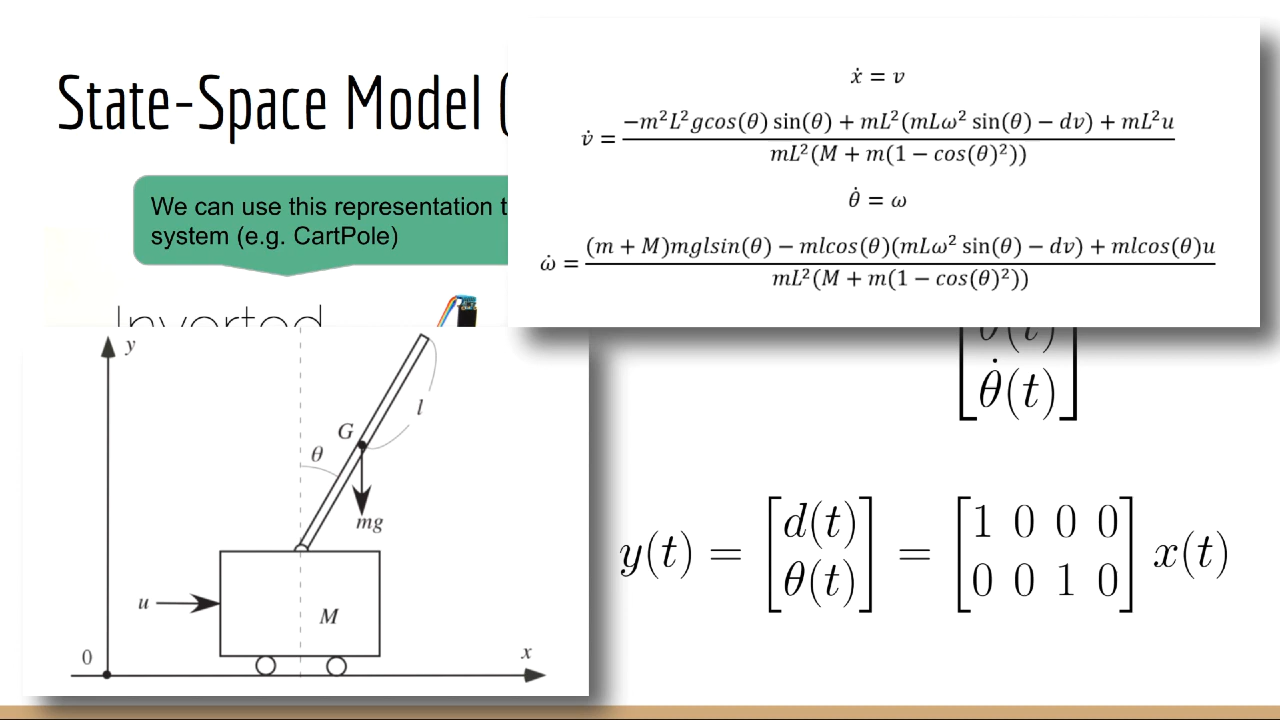 State-Space Model (
We can use this representation t
system (e.g. CartPole)
Inverted
ẋ = v
v̇ = −m²L²gcos(θ) sin(θ) + mL²(mLω² sin(θ) − dv) + mL²u / mL²(M + m(1 − cos(θ)²))
θ̇ = ω
ω̇ = (m + M)mglsin(θ) − mlcos(θ)(mLω² sin(θ) − dv) + mlcos(θ)u / mL²(M + m(1 − cos(θ)²))
y
l
G
θ
mg
u
M
0
x
θ̇(t)
y(t) = [d(t) θ(t)] = [1 0 0 0
0 0 1 0] x(t)